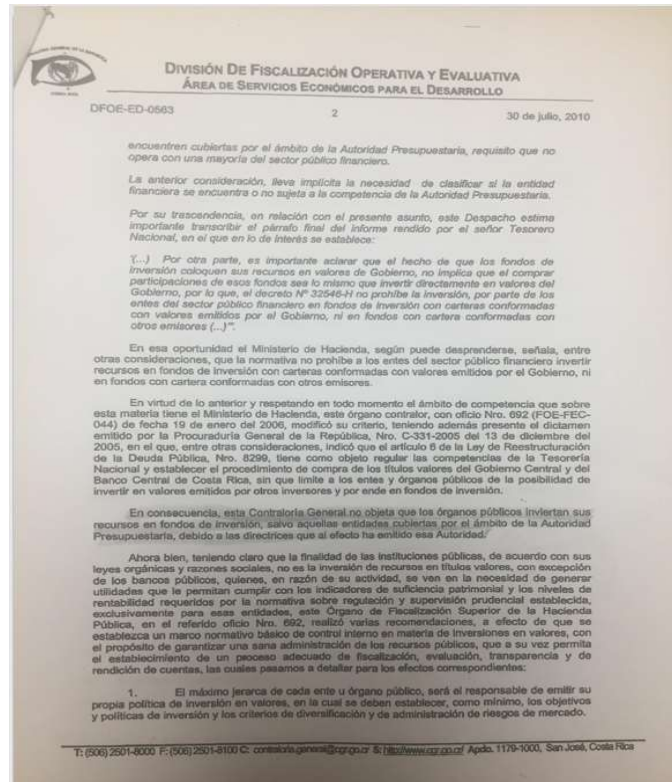 DIVISIÓN DE FISCALIZACIÓN OPERATIVA Y EVALUATIVA
ÁREA DE SERVICIOS ECONÓMICOS PARA EL DESARROLLO
DFOE-ED-0563 2 30 de julio, 2010
encuentren cubiertas por el ámbito de la Autoridad Presupuestaria, requisito que no
opera con una mayoría del sector público financiero.
La anterior consideración, lleva implícita la necesidad de clasificar si la entidad
financiera se encuentra o no sujeta a la competencia de la Autoridad Presupuestaria.
Por su trascendencia, en relación con el presente asunto, este Despacho estima
importante transcribir el párrafo final del informe rendido por el señor Tesorero
Nacional, en el que en lo de interés se establece:
'(...) Por otra parte, es importante aclarar que el hecho de que los fondos de
inversión coloquen sus recursos en valores de Gobierno, no implica que el comprar
participaciones de esos fondos sea lo mismo que invertir directamente en valores del
Gobierno, por lo que, el decreto Nº 32546-H no prohíbe la inversión, por parte de los
entes del sector público financiero en fondos de inversión con carteras conformadas
con valores emitidos por el Gobierno, ni en fondos con cartera conformadas con
otros emisores (...)'".
En esa oportunidad el Ministerio de Hacienda, según puede desprenderse, señala, entre
otras consideraciones, que la normativa no prohíbe a los entes del sector público financiero invertir
recursos en fondos de inversión con carteras conformadas con valores emitidos por el Gobierno, ni
en fondos con cartera conformadas con otros emisores.
En virtud de lo anterior y respetando en todo momento el ámbito de competencia que sobre
esta materia tiene el Ministerio de Hacienda, este órgano contralor, con oficio Nro. 692 (FOE-FEC-
044) de fecha 19 de enero del 2006, modificó su criterio, teniendo además presente el dictamen
emitido por la Procuraduría General de la República, Nro. C-331-2005 del 13 de diciembre del
2005, en el que, entre otras consideraciones, indicó que el artículo 6 de la Ley de Reestructuración
de la Deuda Pública, Nro. 8299, tiene como objeto regular las competencias de la Tesorería
Nacional y establecer el procedimiento de compra de los títulos valores del Gobierno Central y del
Banco Central de Costa Rica, sin que limite a los entes y órganos públicos de la posibilidad de
invertir en valores emitidos por otros inversores y por ende en fondos de inversión.
En consecuencia, esta Contraloría General no objeta que los órganos públicos inviertan sus
recursos en fondos de inversión, salvo aquellas entidades cubiertas por el ámbito de la Autoridad
Presupuestaria, debido a las directrices que al efecto ha emitido esa Autoridad.
Ahora bien, teniendo claro que la finalidad de las instituciones públicas, de acuerdo con sus
leyes orgánicas y razones sociales, no es la inversión de recursos en títulos valores, con excepción
de los bancos públicos, quienes, en razón de su actividad, se ven en la necesidad de generar
utilidades que le permitan cumplir con los indicadores de suficiencia patrimonial y los niveles de
rentabilidad requeridos por la normativa sobre regulación y supervisión prudencial establecida,
exclusivamente para esas entidades, este Órgano de Fiscalización Superior de la Hacienda
Pública, en el referido oficio Nro. 692, realizó varias recomendaciones, a efecto de que se
establezca un marco normativo básico de control interno en materia de inversiones en valores, con
el propósito de garantizar una sana administración de los recursos públicos, que a su vez permita
el establecimiento de un proceso adecuado de fiscalización, evaluación, transparencia y de
rendición de cuentas, las cuales pasamos a detallar para los efectos correspondientes:
1. El máximo jerarca de cada ente u órgano público, será el responsable de emitir su
propia política de inversión en valores, en la cual se deben establecer, como mínimo, los objetivos
y políticas de inversión y los criterios de diversificación y de administración de riesgos de mercado.
T: (506) 2501-8000 F: (506) 2501-8100 C: contraloria.general@cgr.go.cr S: http://www.cgr.go.cr/ Apdo. 1179-1000, San José, Costa Rica